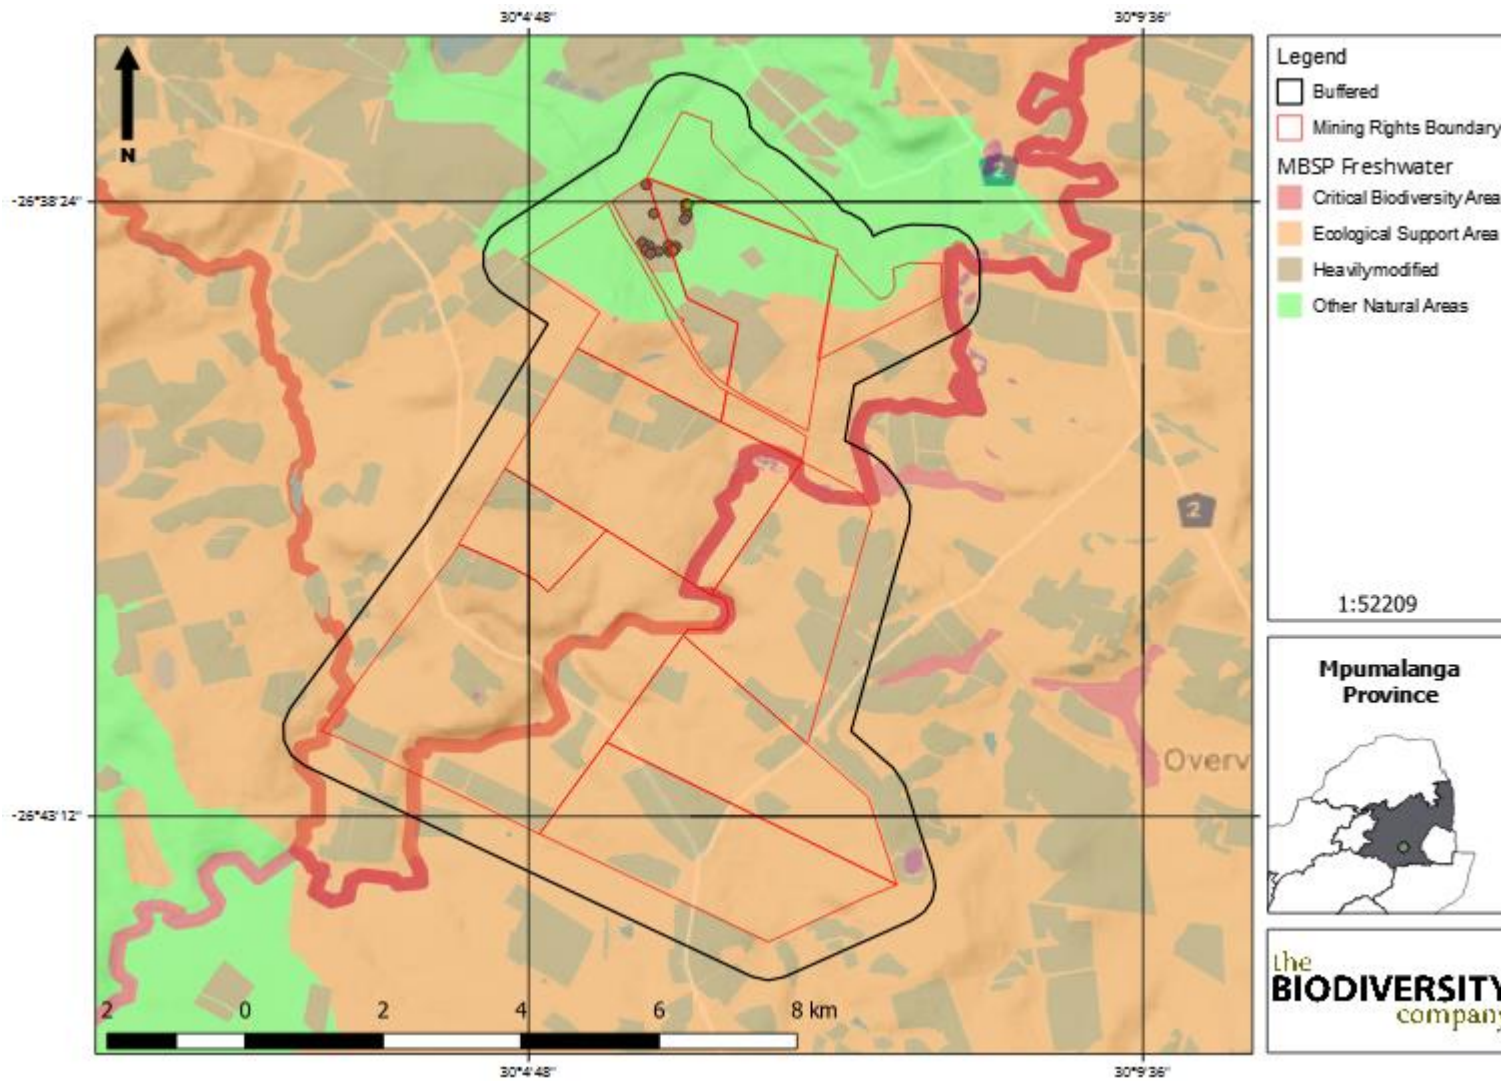 30°4'48"
30°9'36"
N
-26°38'24"
-26°43'12"
2
2
Overv
2 0 2 4 6 8 km
30°4'48"
30°9'36"
Legend
Buffered
Mining Rights Boundary
MBSP Freshwater
Critical Biodiversity Area
Ecological Support Area
Heavilymodified
Other Natural Areas
1:52209
Mpumalanga
Province
the
BIODIVERSITY
company